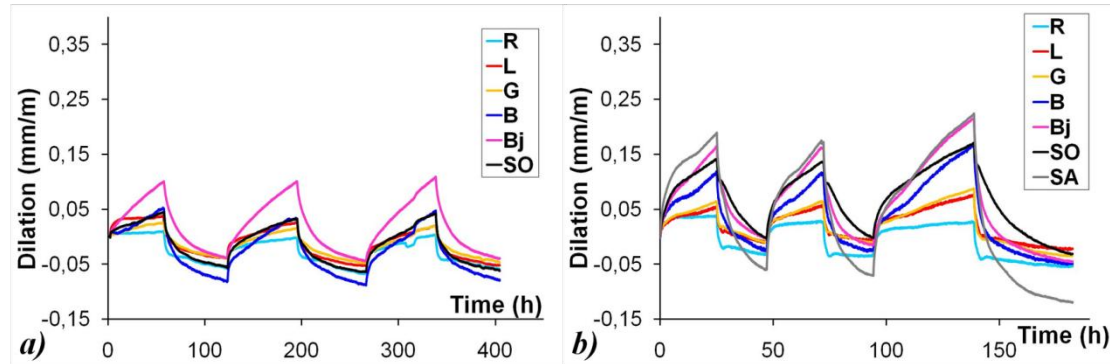 0,35
0,25
0,15
0,05
-0,05
-0,15
Dilation (mm/m)
R
L
G
B
Bj
SO
Time (h)
0 100 200 300 400
a)
0,35
0,25
0,15
0,05
-0,05
-0,15
Dilation (mm/m)
R
L
G
B
Bj
SO
SA
Time (h)
0 50 100 150
b)